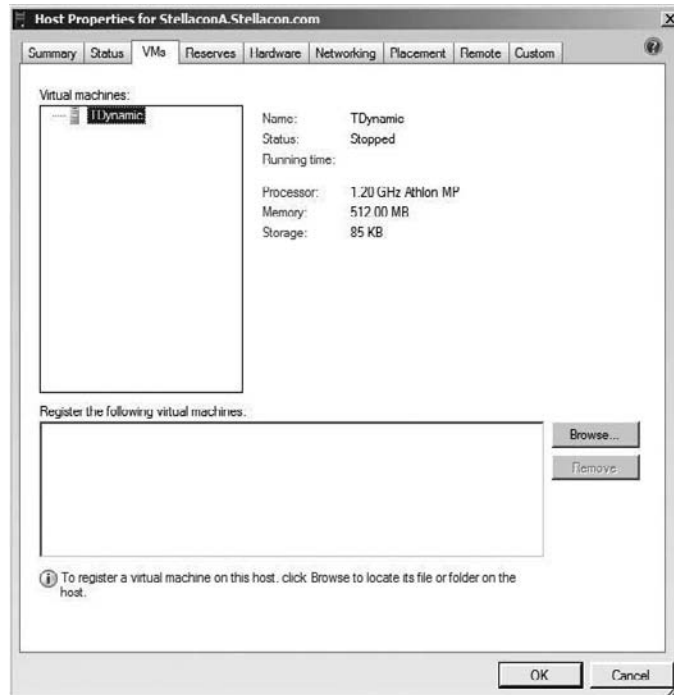 Host Properties for StellaconA.Stellacon.com
Summary Status VMs Reserves Hardware Networking Placement Remote Custom
Virtual machines:
TDynamic
Name: TDynamic
Status: Stopped
Running time:
Processor: 1.20 GHz Athlon MP
Memory: 512.00 MB
Storage: 85 KB
Register the following virtual machines:
Browse...
Remove
To register a virtual machine on this host, click Browse to locate its file or folder on the
host.
OK Cancel